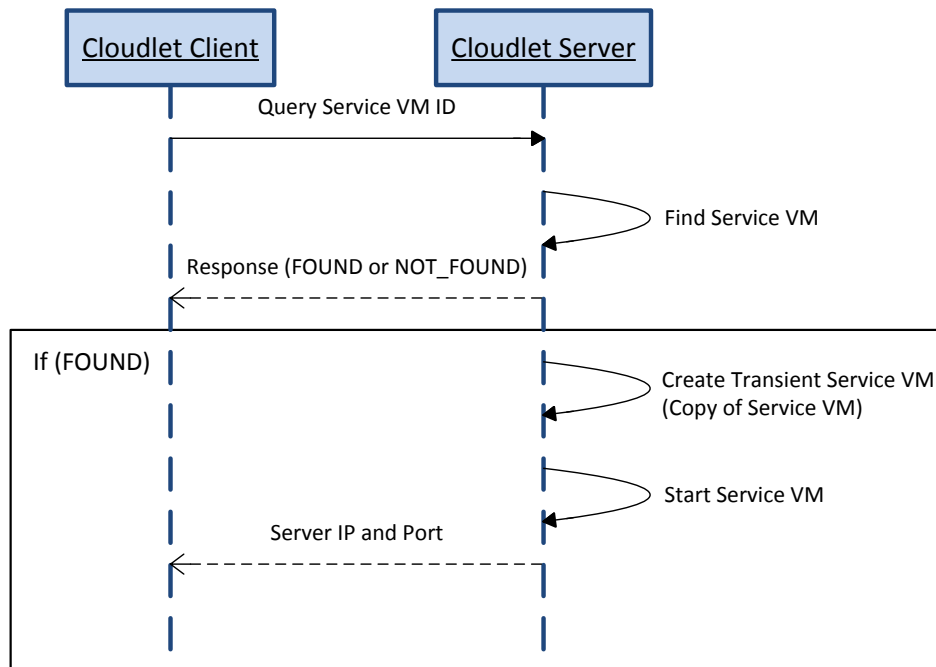 Cloudlet Client
Cloudlet Server
Query Service VM ID
Find Service VM
Response (FOUND or NOT_FOUND)
If (FOUND)
Create Transient Service VM
(Copy of Service VM)
Start Service VM
Server IP and Port